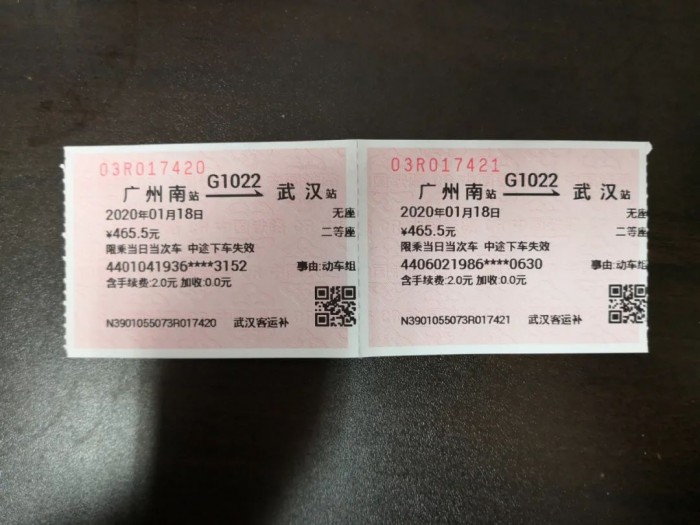 03R017420
广州南站 G1022 武汉站
2020年01月18日 无座
¥465.5元 二等座
限乘当日当次车 中途下车失效
4401041936****3152 事由:动车组
含手续费:2.0元 加收:0.0元
N3901055073R017420 武汉客运补
03R017421
广州南站 G1022 武汉站
2020年01月18日 无座
¥465.5元 二等座
限乘当日当次车 中途下车失效
4406021986****0630 事由:动车组
含手续费:2.0元 加收:0.0元
N3901055073R017421 武汉客运补